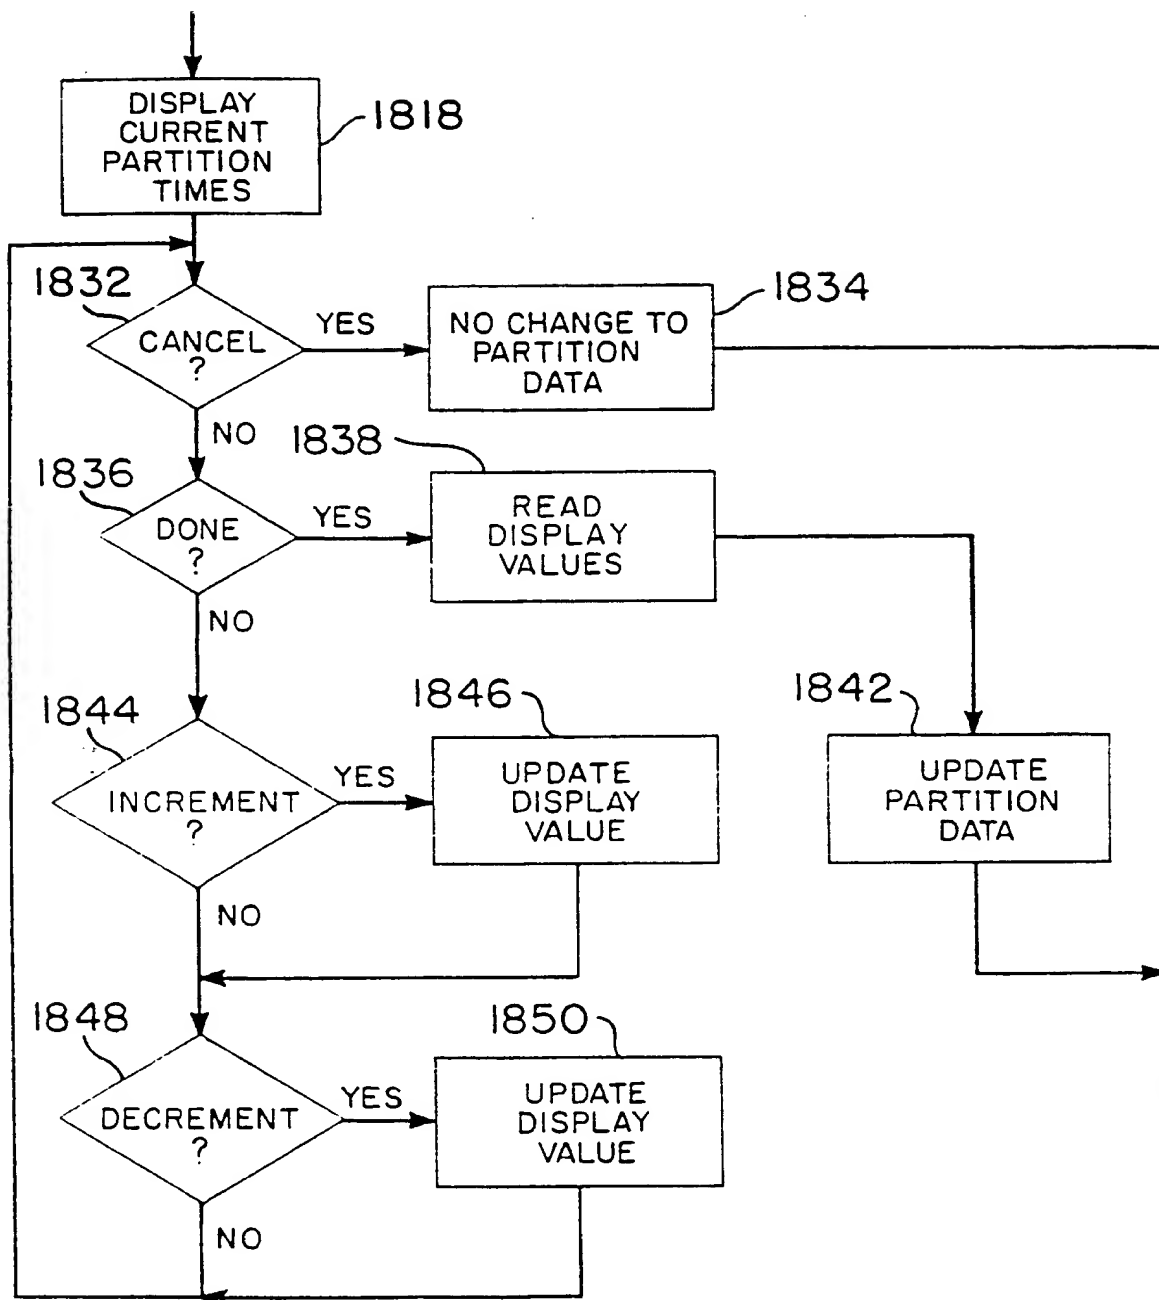 DISPLAY
CURRENT
PARTITION
TIMES
1818
1832
CANCEL
?
YES
NO
NO CHANGE TO
PARTITION
DATA
1834
1836
DONE
?
YES
NO
1838
READ
DISPLAY
VALUES
1844
INCREMENT
?
YES
NO
1846
UPDATE
DISPLAY
VALUE
1842
UPDATE
PARTITION
DATA
1848
DECREMENT
?
YES
NO
1850
UPDATE
DISPLAY
VALUE